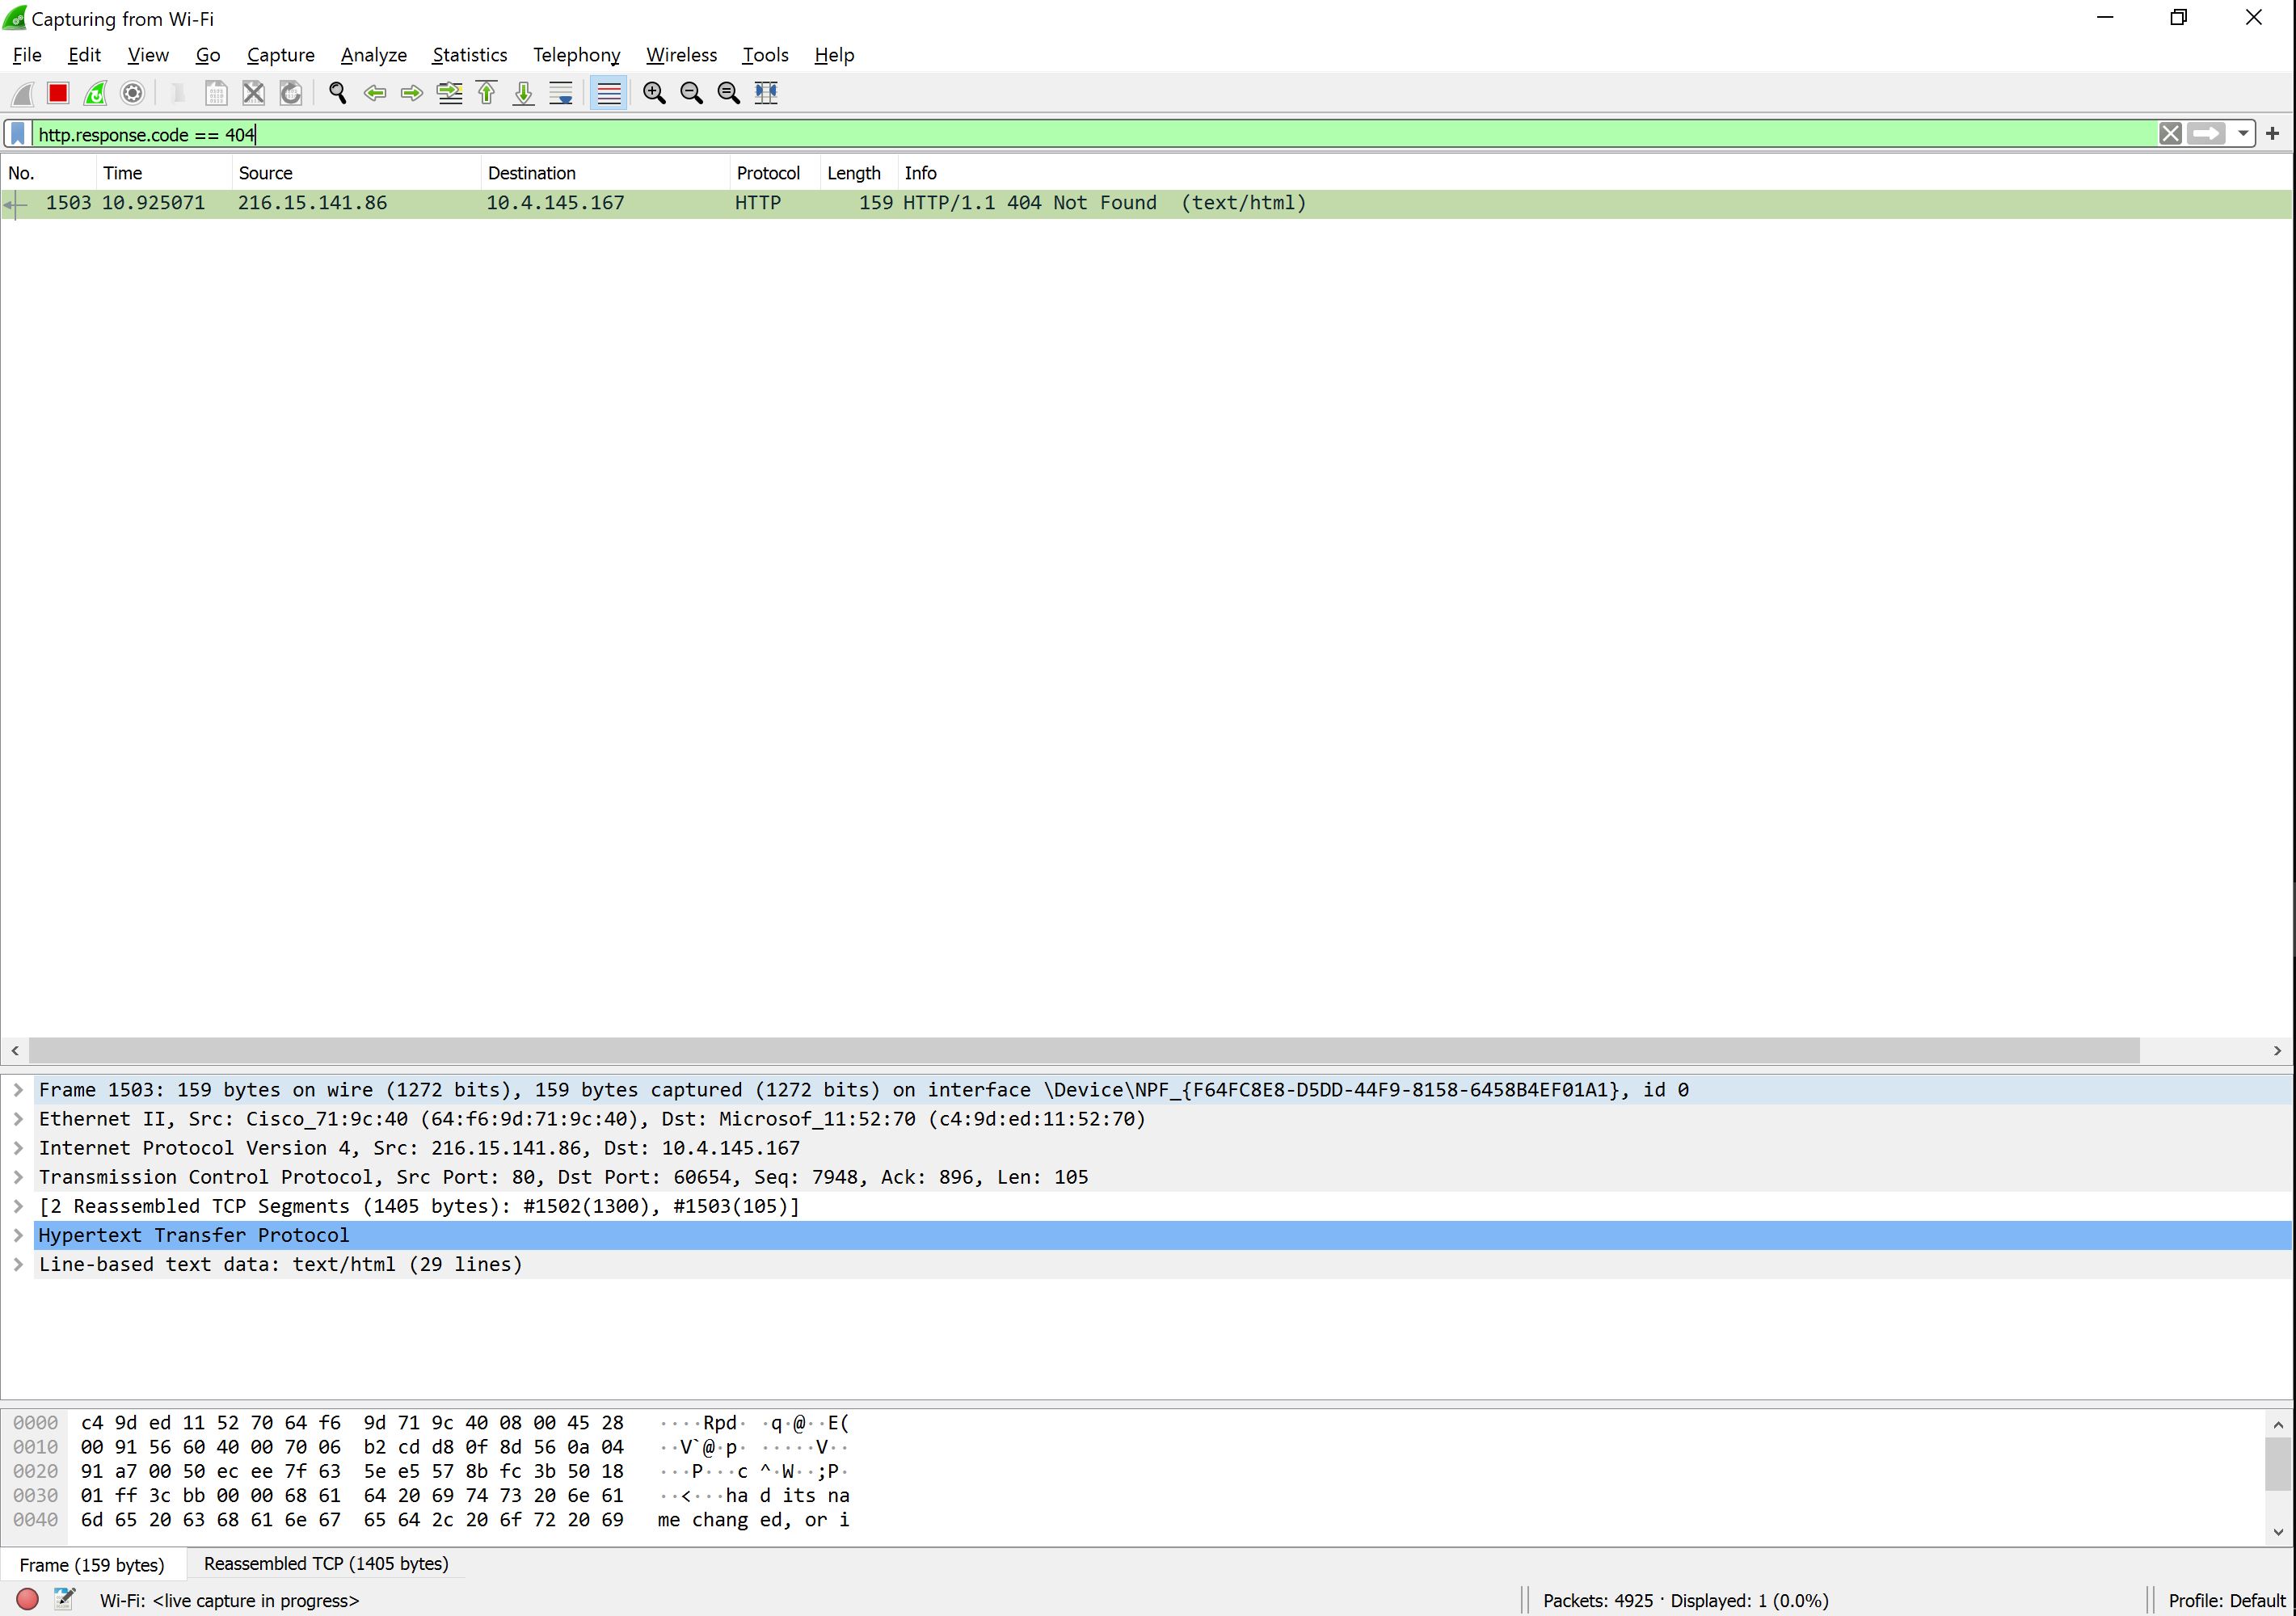 Capturing from Wi-Fi
File Edit View Go Capture Analyze Statistics Telephony Wireless Tools Help
http.response.code == 404
No. Time Source Destination Protocol Length Info
1503 10.925071 216.15.141.86 10.4.145.167 HTTP 159 HTTP/1.1 404 Not Found (text/html)
Frame 1503: 159 bytes on wire (1272 bits), 159 bytes captured (1272 bits) on interface \Device\NPF_{F64FC8E8-D5DD-44F9-8158-6458B4EF01A1}, id 0
Ethernet II, Src: Cisco_71:9c:40 (64:f6:9d:71:9c:40), Dst: Microsof_11:52:70 (c4:9d:ed:11:52:70)
Internet Protocol Version 4, Src: 216.15.141.86, Dst: 10.4.145.167
Transmission Control Protocol, Src Port: 80, Dst Port: 60654, Seq: 7948, Ack: 896, Len: 105
[2 Reassembled TCP Segments (1405 bytes): #1502(1300), #1503(105)]
Hypertext Transfer Protocol
Line-based text data: text/html (29 lines)
0000 c4 9d ed 11 52 70 64 f6 9d 71 9c 40 08 00 45 28 ····Rpd· ·q·@··E(
0010 00 91 56 60 40 00 70 06 b2 cd d8 0f 8d 56 0a 04 ··V`@·p· ·····V··
0020 91 a7 00 50 ec ee 7f 63 5e e5 57 8b fc 3b 50 18 ···P···c ^·W··;P·
0030 01 ff 3c bb 00 00 68 61 64 20 69 74 73 20 6e 61 ··<···ha d its na
0040 6d 65 20 63 68 61 6e 67 65 64 2c 20 6f 72 20 69 me chang ed, or i
Frame (159 bytes) Reassembled TCP (1405 bytes)
Wi-Fi: <live capture in progress> Packets: 4925 · Displayed: 1 (0.0%) Profile: Default